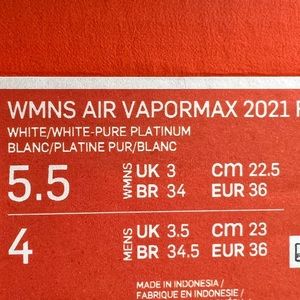 WMNS AIR VAPORMAX 2021 F
WHITE/WHITE-PURE PLATINUM
BLANC/PLATINE PUR/BLANC
5.5 WMNS UK 3 cm 22.5
BR 34 EUR 36
4 MENS UK 3.5 cm 23
BR 34.5 EUR 36
MADE IN INDONESIA /
FABRIQUE EN INDONESIE /